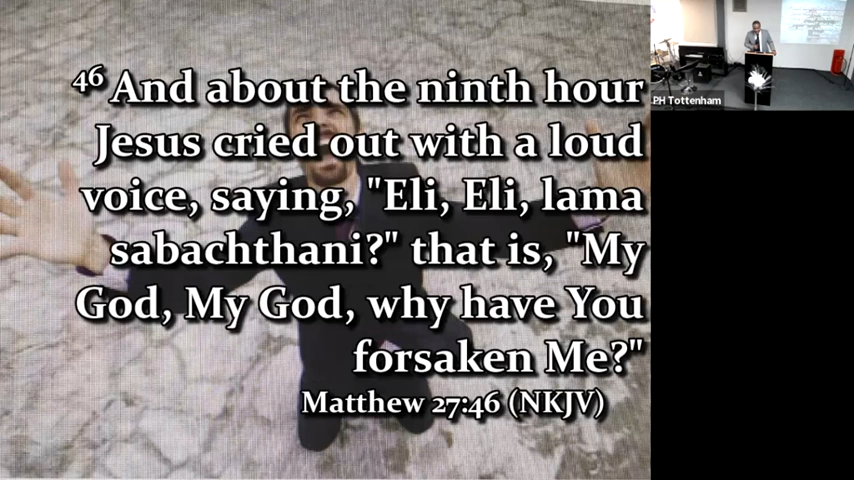 46 And about the ninth hour
Jesus cried out with a loud
voice, saying, "Eli, Eli, lama
sabachthani?" that is, "My
God, My God, why have You
forsaken Me?"
Matthew 27:46 (NKJV)
PH Tottenham